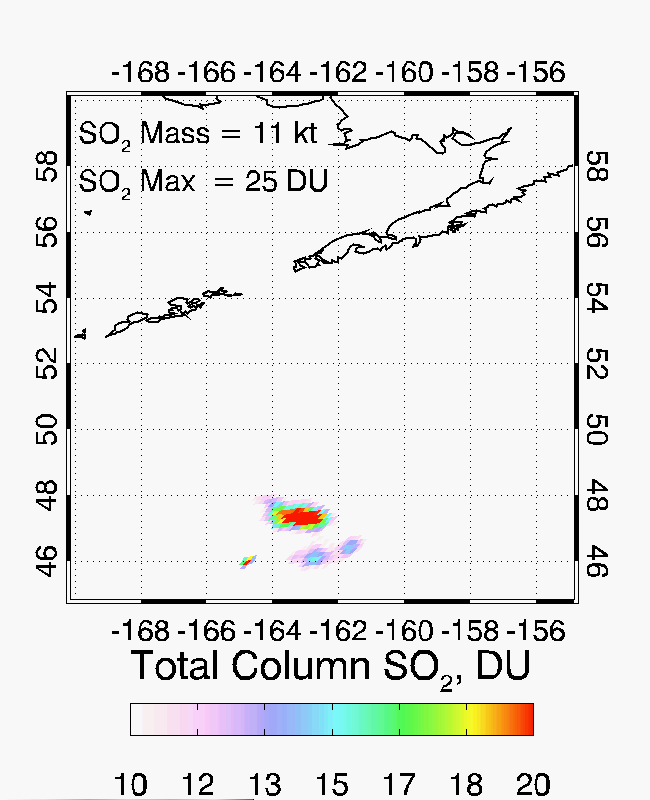 -168 -166 -164 -162 -160 -158 -156
SO2 Mass = 11 kt
SO2 Max = 25 DU
58 58
56 56
54 54
52 52
50 50
48 48
46 46
-168 -166 -164 -162 -160 -158 -156
Total Column SO2, DU
10 12 13 15 17 18 20